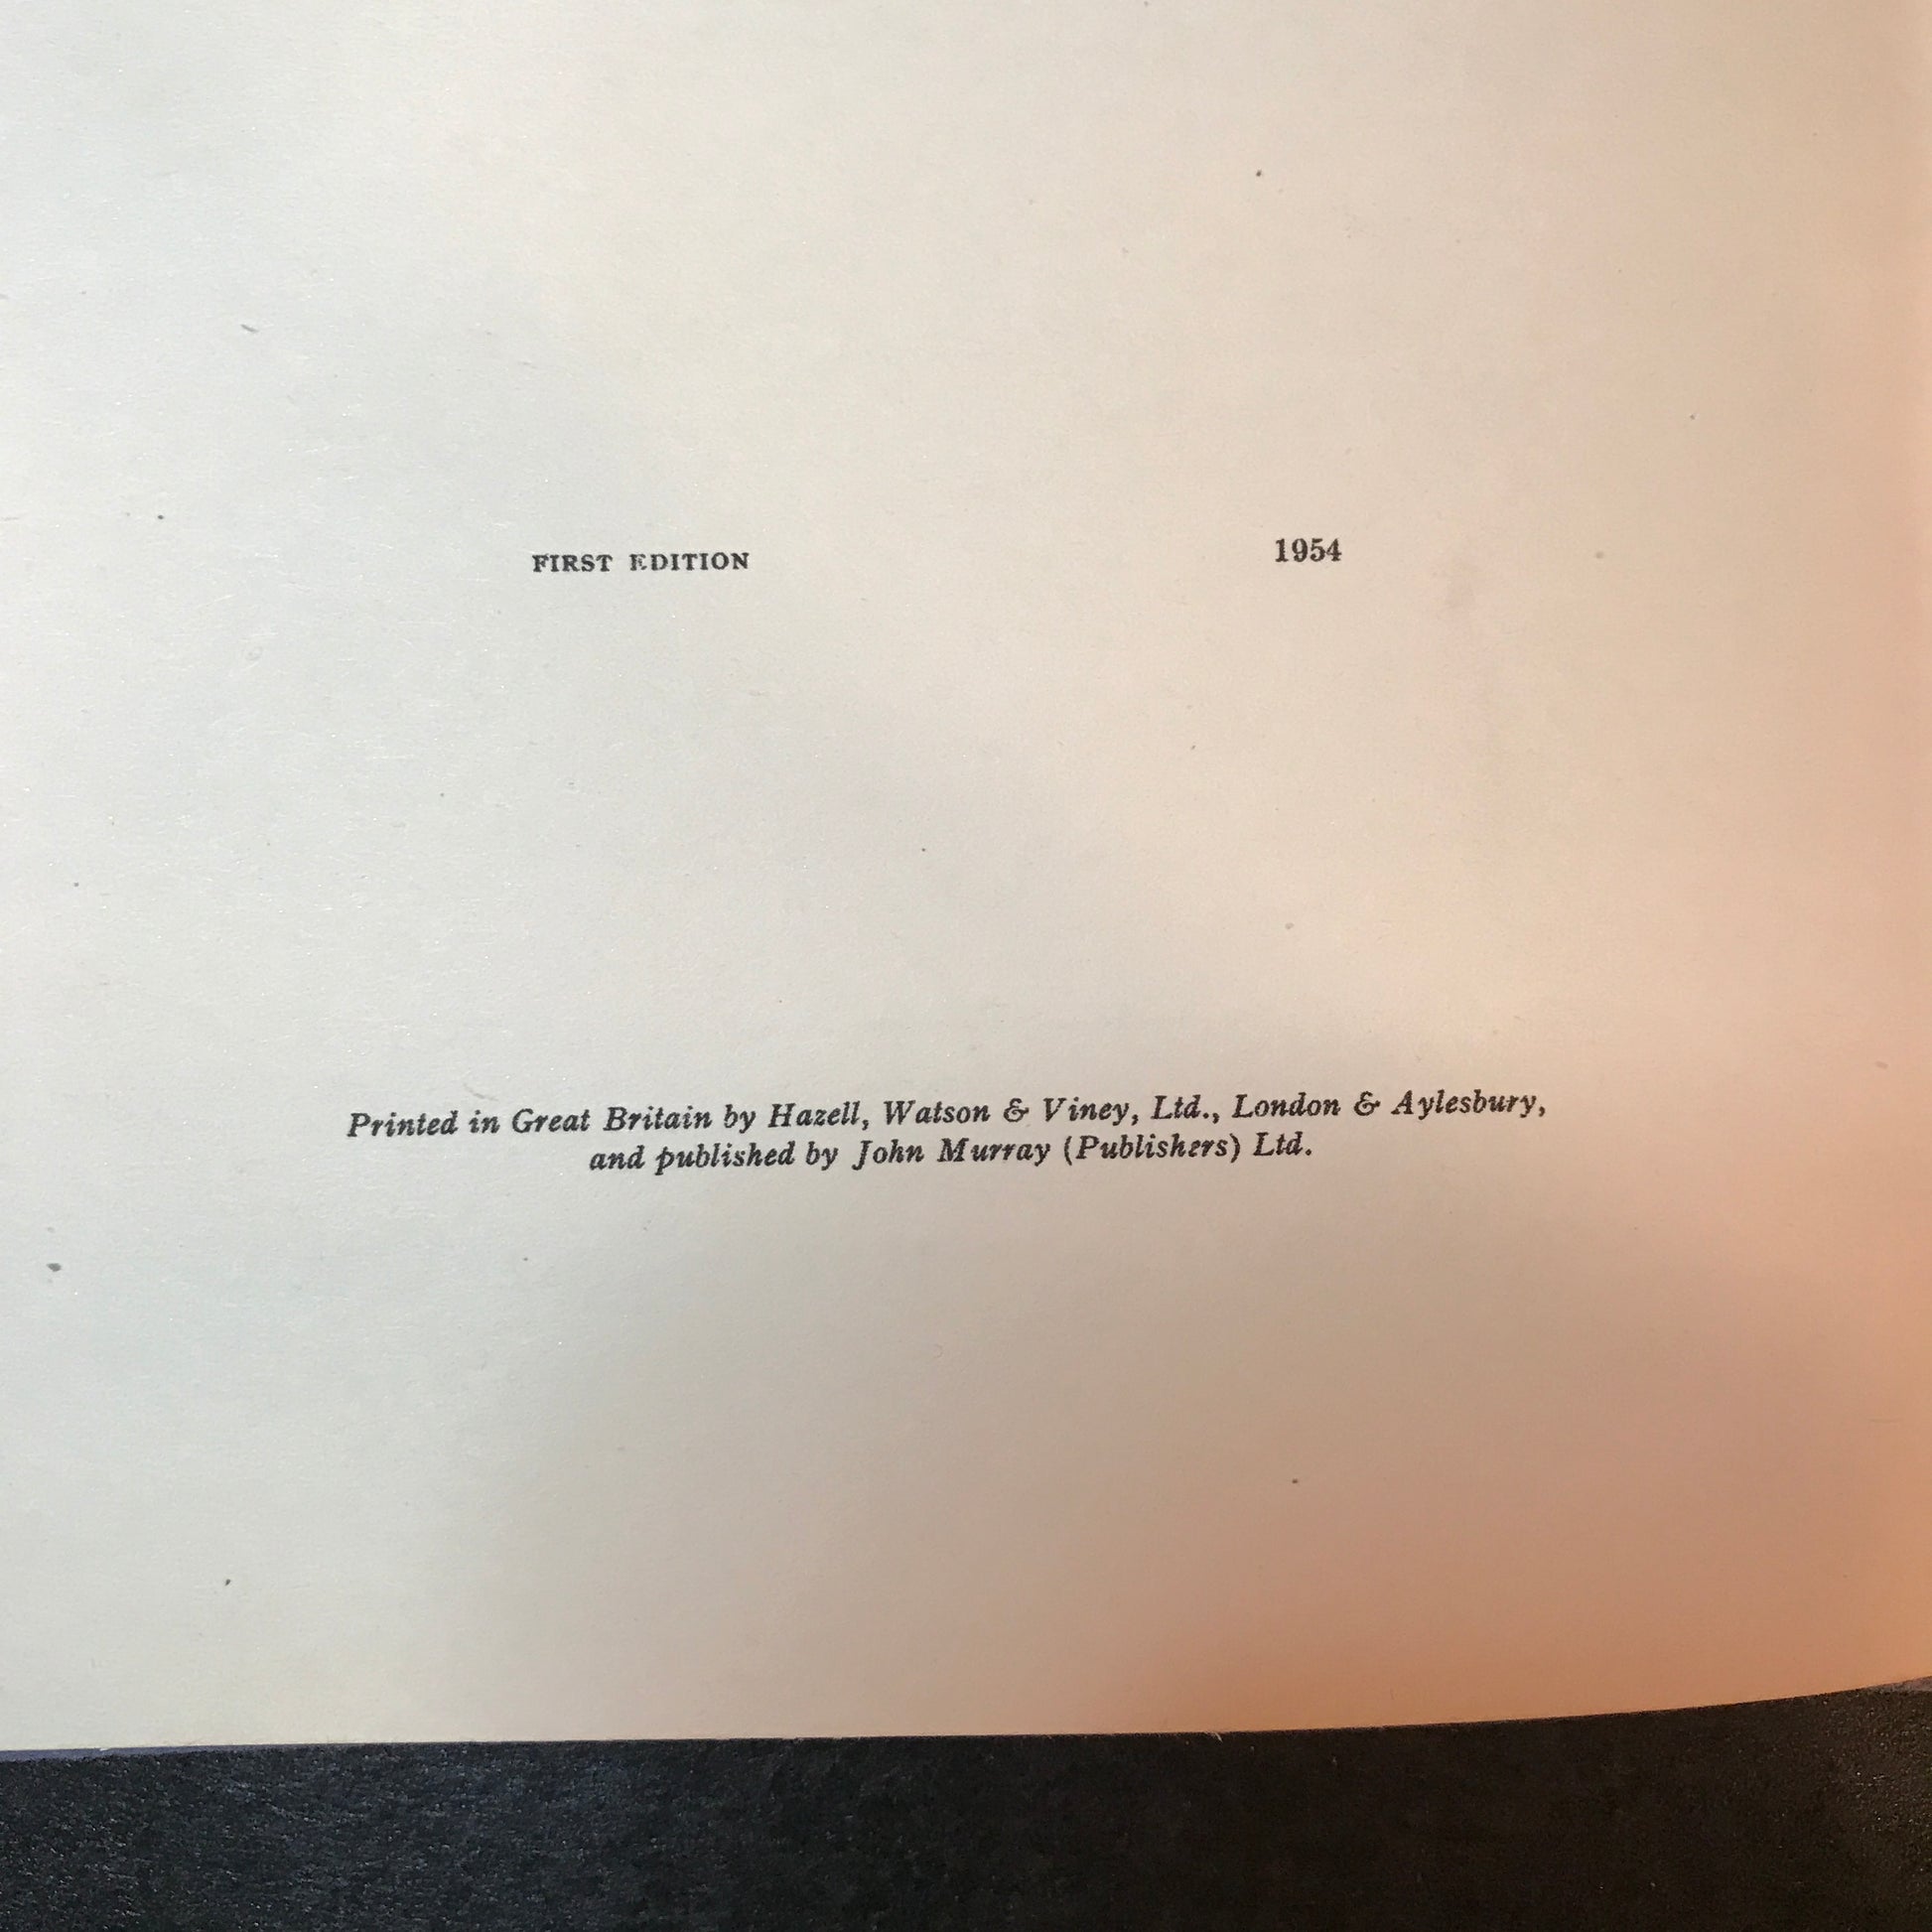 FIRST EDITION 1954
Printed in Great Britain by Hazell, Watson & Viney, Ltd., London & Aylesbury,
and published by John Murray (Publishers) Ltd.